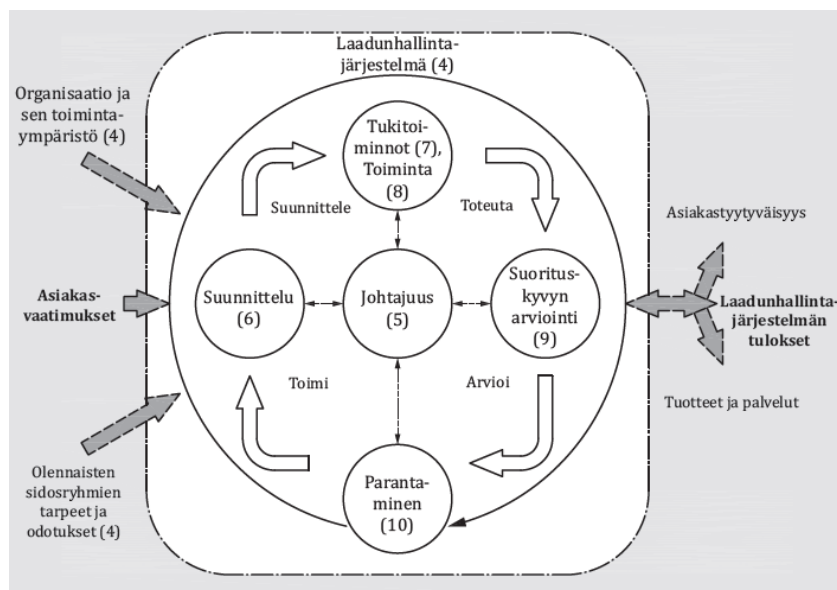 Laadunhallinta-
järjestelmä (4)
Organisaatio ja
sen toiminta-
ympäristö (4)
Tukitoi-
minnot (7),
Toiminta
(8)
Suunnittele
Toteuta
Asiakastyytyväisyys
Asiakas-
vaatimukset
Suunnittelu
(6)
Johtajuus
(5)
Suoritus-
kyvyn
arviointi
(9)
Laadunhallinta-
järjestelmän
tulokset
Toimi
Arvioi
Tuotteet ja palvelut
Olennaisten
sidosryhmien
tarpeet ja
odotukset (4)
Paranta-
minen
(10)